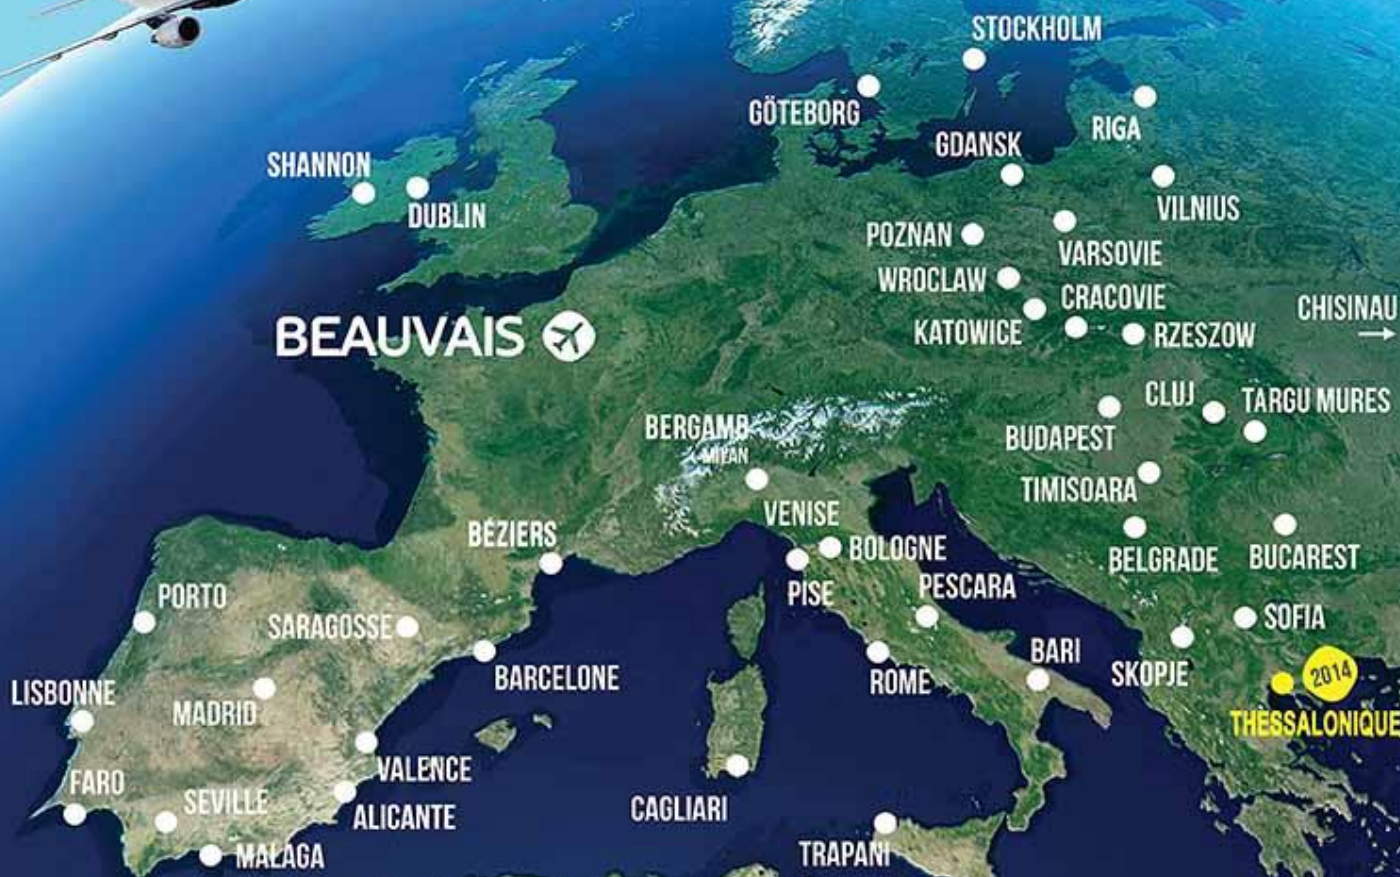 STOCKHOLM
GÖTEBORG
RIGA
GDANSK
SHANNON
DUBLIN
VILNIUS
POZNAN
VARSOVIE
WROCLAW
CRACOVIE
CHISINAU
KATOWICE
RZESZOW
BEAUVAIS
CLUJ
TARGU MURES
BERGAMB
MILAN
BUDAPEST
TIMISOARA
VENISE
BÉZIERS
BOLOGNE
BELGRADE
BUCAREST
PISE
PESCARA
PORTO
SARAGOSSE
SOFIA
BARI
SKOPJE
BARCELONE
ROME
2014
LISBONNE
MADRID
THESSALONIQUE
VALENCE
FARO
SEVILLE
ALICANTE
CAGLIARI
MALAGA
TRAPANI